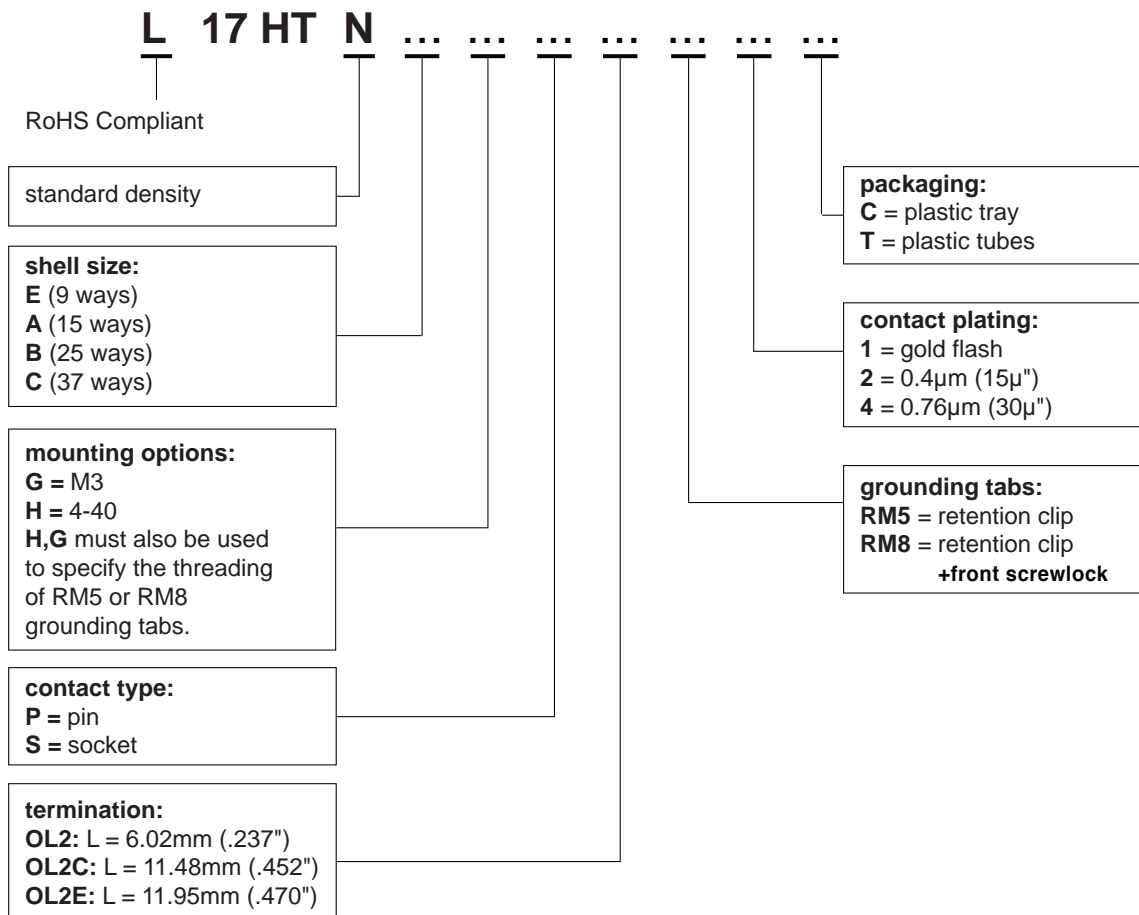 L 17 HT N ... ... ... ... ... ... ...
RoHS Compliant
standard density
shell size:
E (9 ways)
A (15 ways)
B (25 ways)
C (37 ways)
mounting options:
G = M3
H = 4-40
H,G must also be used
to specify the threading
of RM5 or RM8
grounding tabs.
contact type:
P = pin
S = socket
termination:
OL2: L = 6.02mm (.237")
OL2C: L = 11.48mm (.452")
OL2E: L = 11.95mm (.470")
packaging:
C = plastic tray
T = plastic tubes
contact plating:
1 = gold flash
2 = 0.4µm (15µ")
4 = 0.76µm (30µ")
grounding tabs:
RM5 = retention clip
RM8 = retention clip
+front screwlock